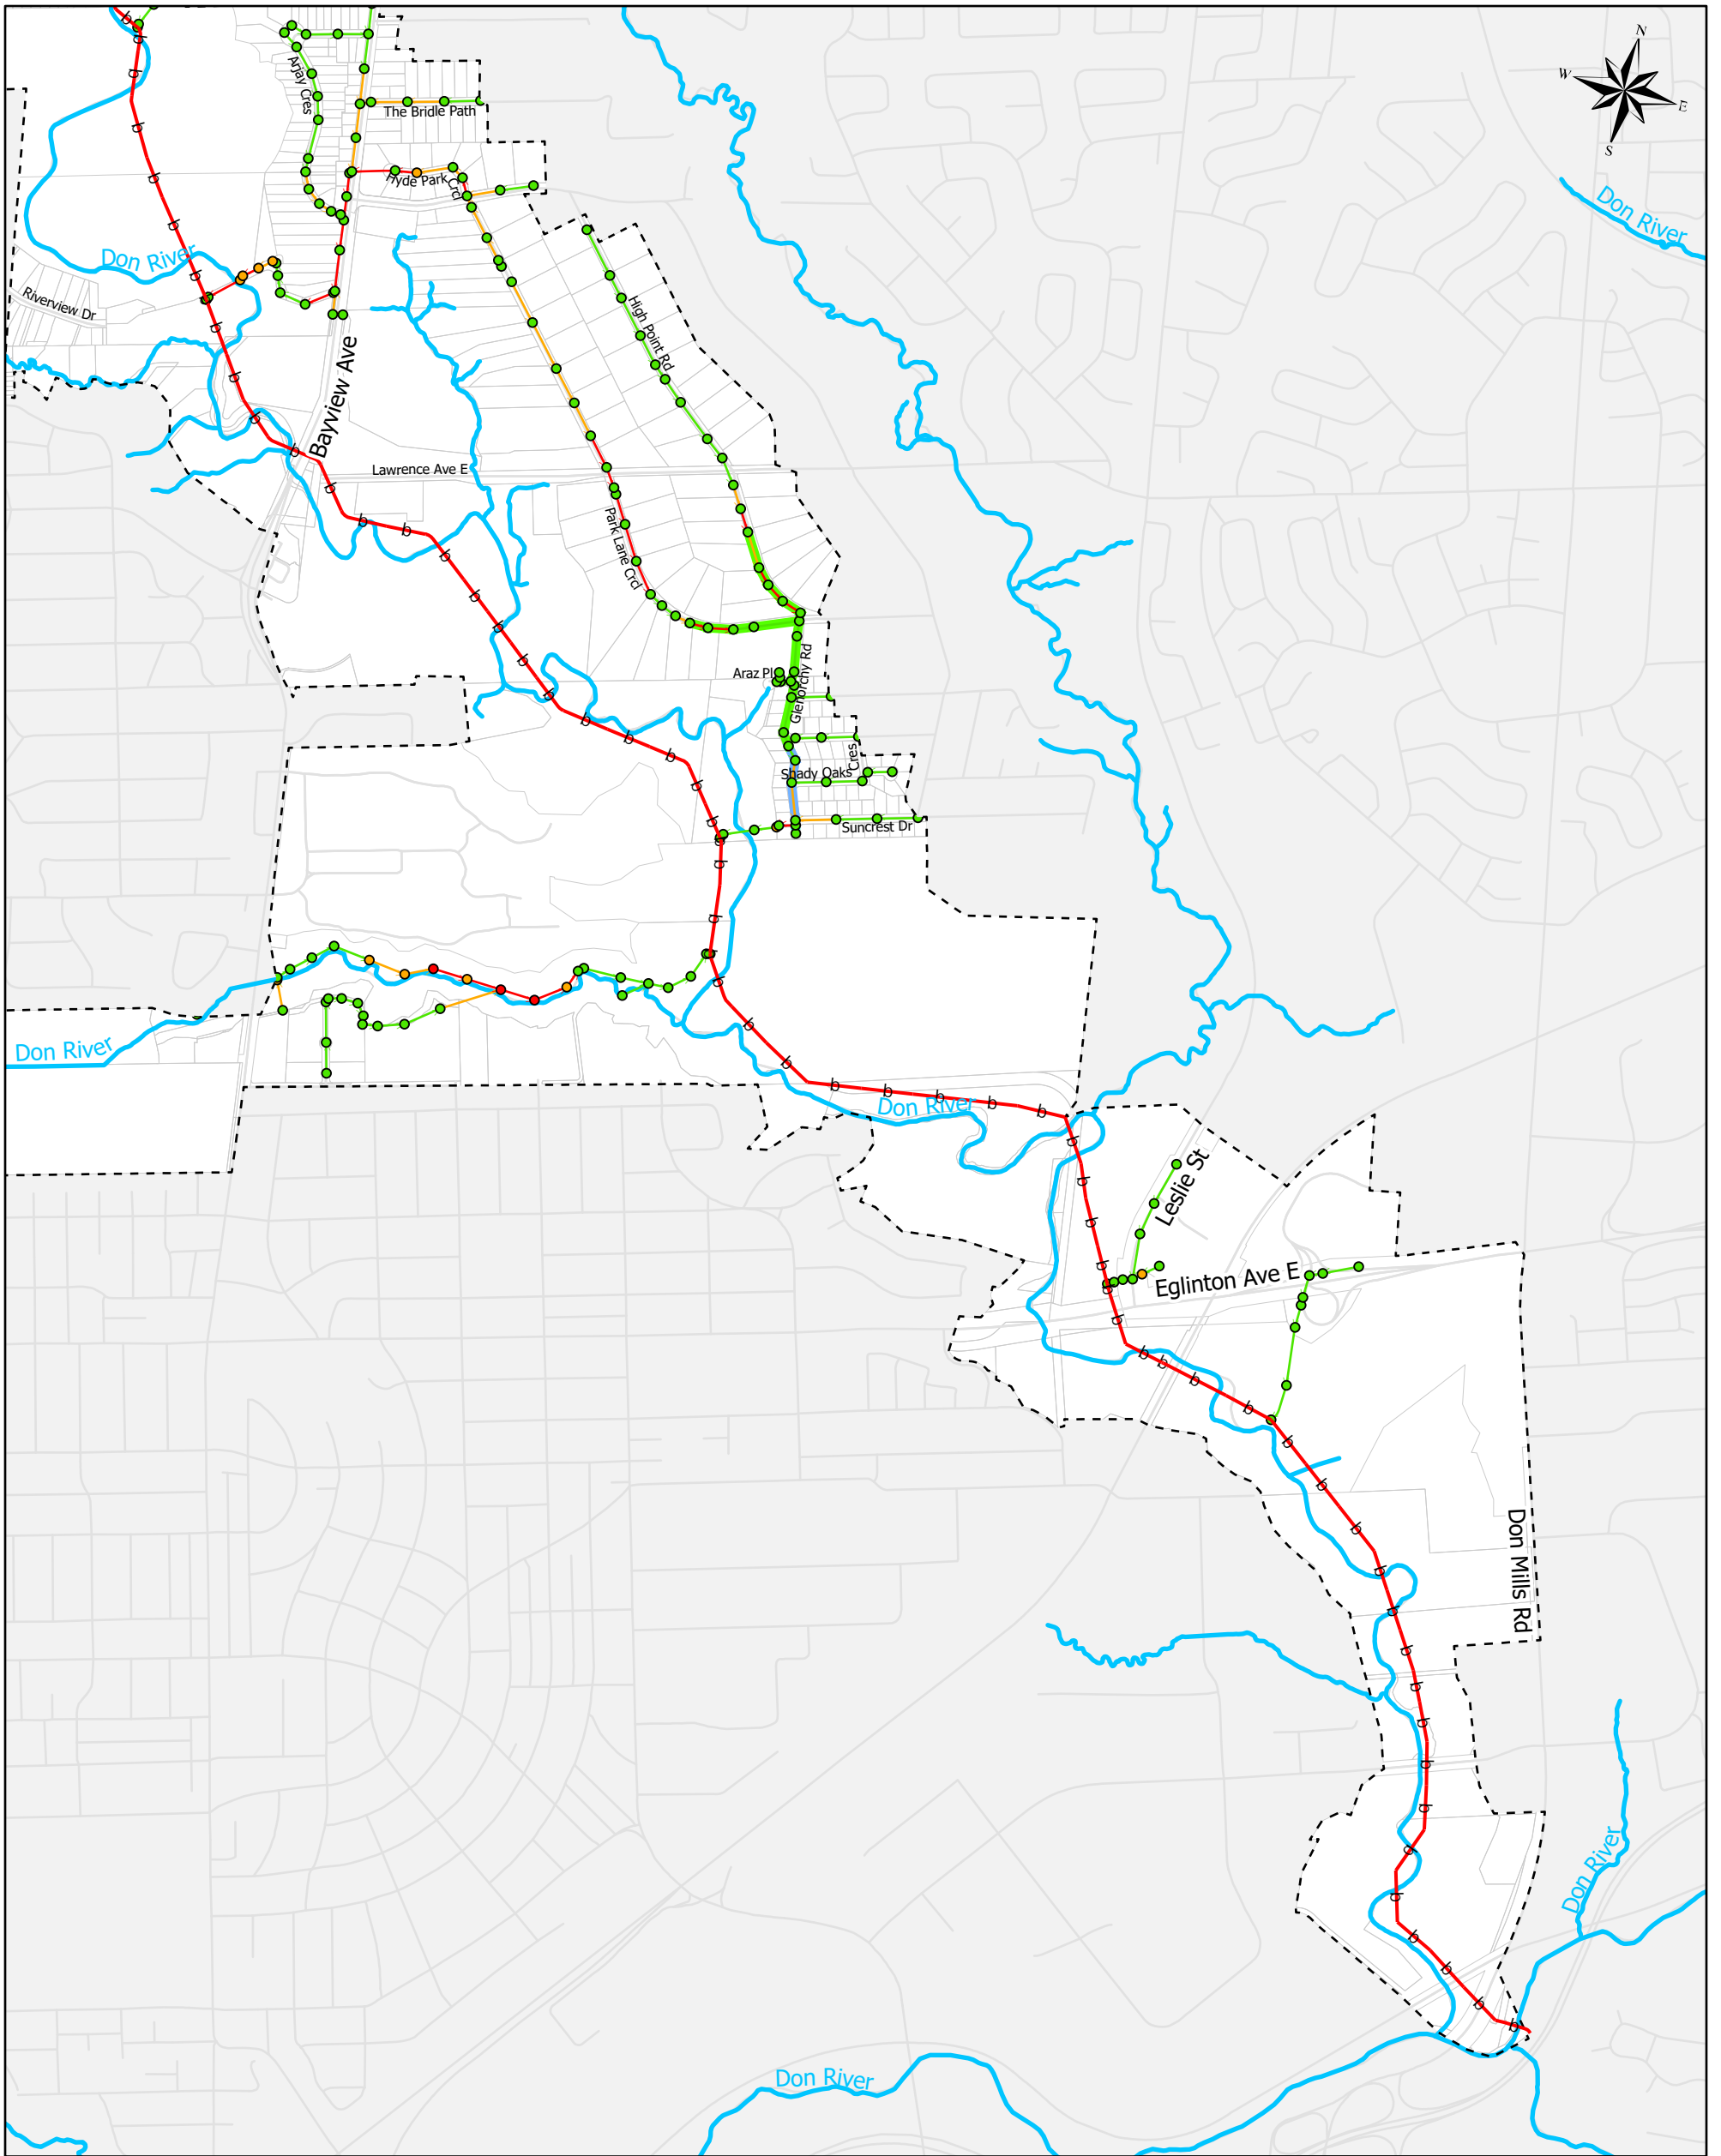 N
W
E
S
Arjay Cres
The Bridle Path
Hyde Park
Crcl
Don River
Don River
Riverview Dr
High Point Rd
Bayview Ave
Lawrence Ave E
Park Lane Crcl
Araz Pl
Glenorchy Rd
Shady Oaks
Cres
Suncrest Dr
Don River
Don River
Leslie St
Eglinton Ave E
Don Mills Rd
Don River
Don River